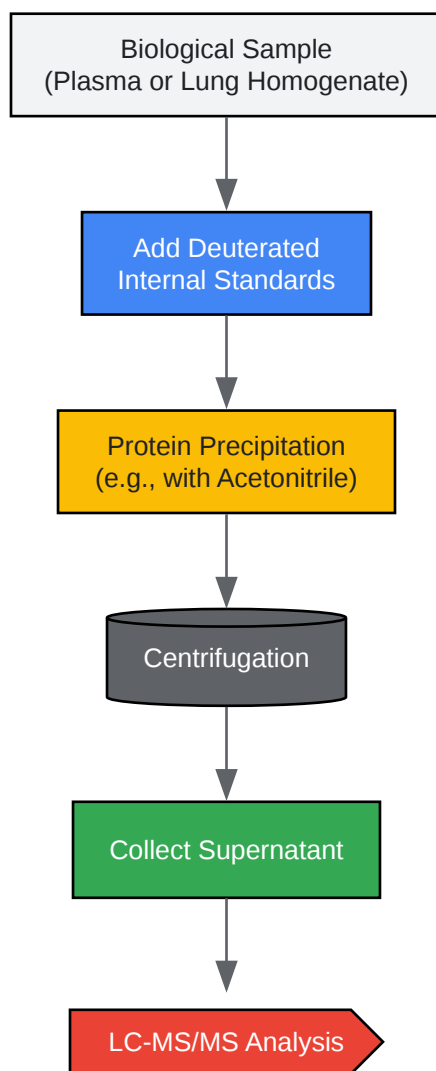 Biological Sample
(Plasma or Lung Homogenate)
Add Deuterated
Internal Standards
Protein Precipitation
(e.g., with Acetonitrile)
Centrifugation
Collect Supernatant
LC-MS/MS Analysis